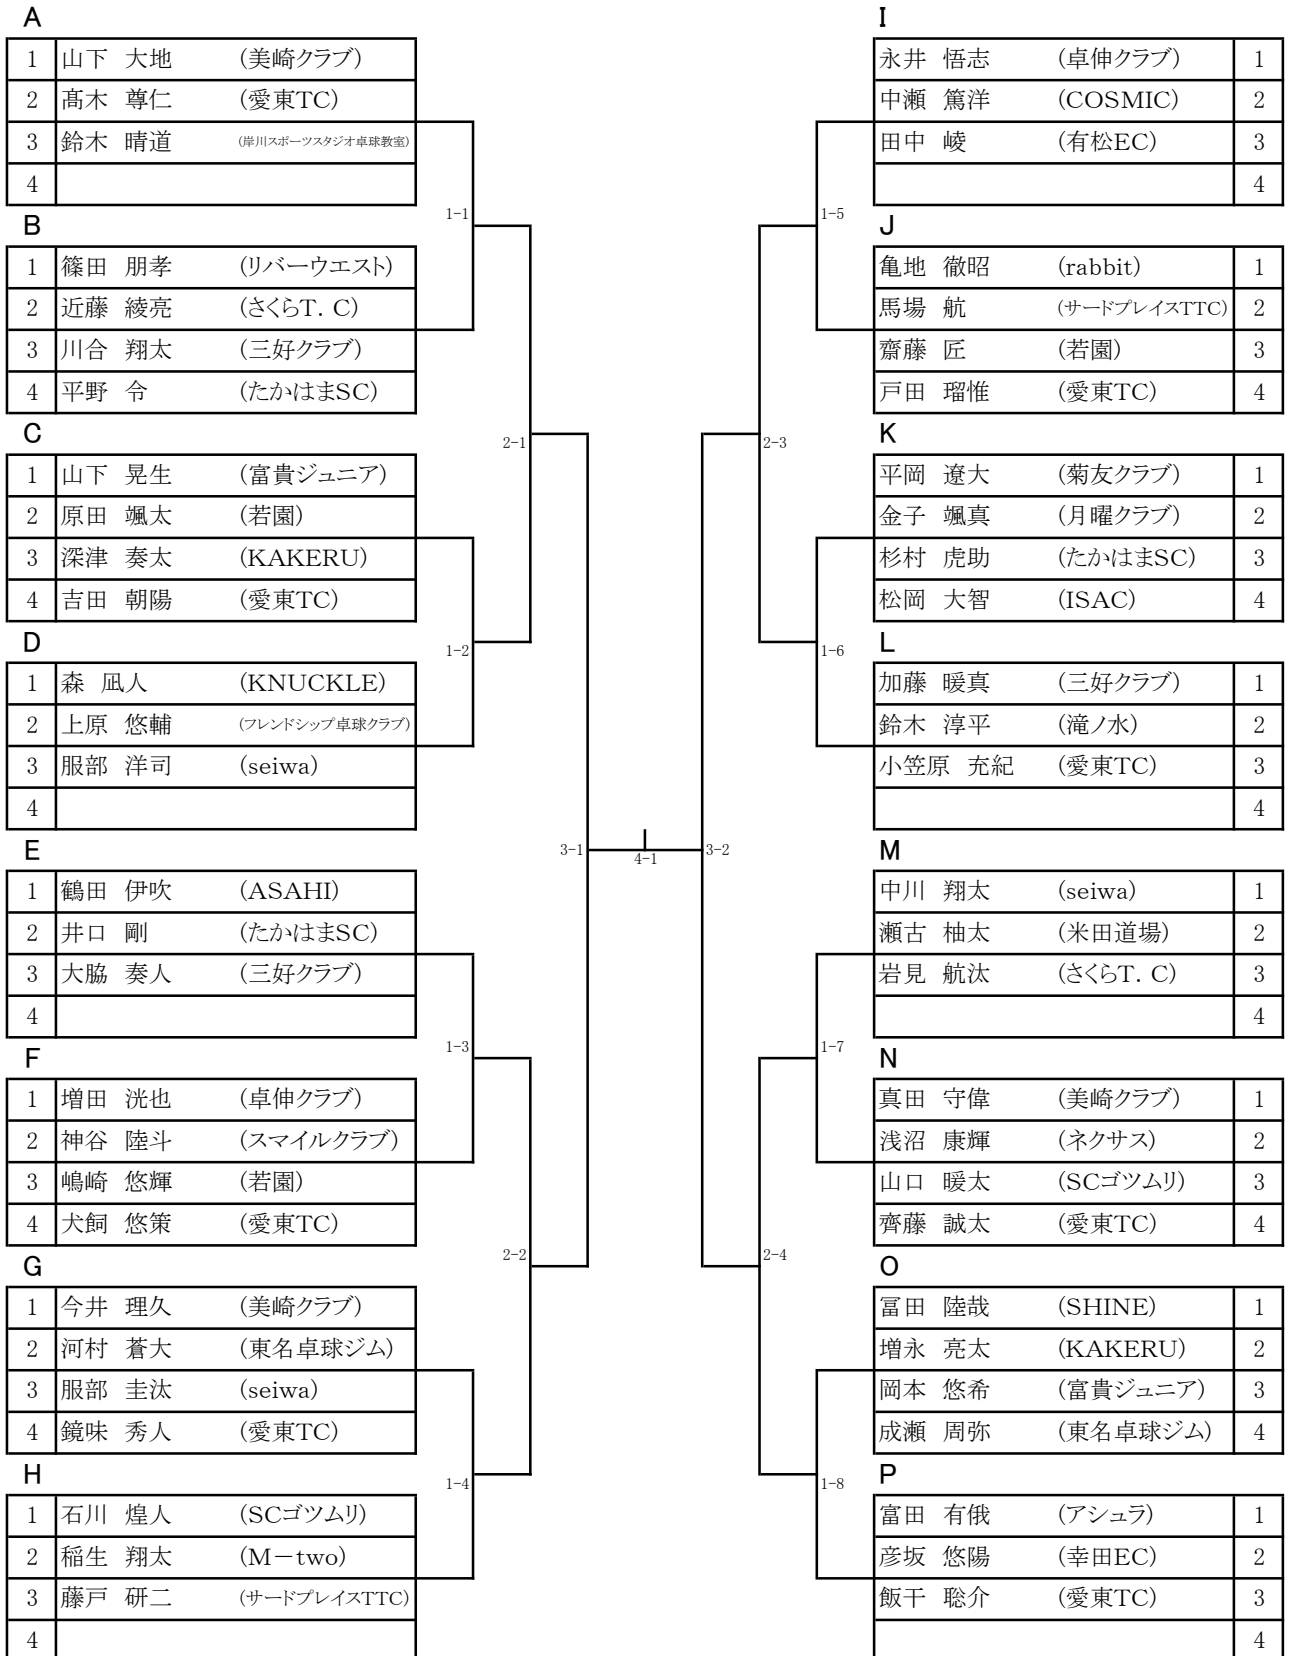 A
1 山下 大地 (美崎クラブ)
2 髙木 尊仁 (愛東TC)
3 鈴木 晴道 (岸川スポーツスタジオ卓球教室)
4
1-1
B
1 篠田 朋孝 (リバーウエスト)
2 近藤 綾亮 (さくらT．C)
3 川合 翔太 (三好クラブ)
4 平野 令 (たかはまSC)
2-1
C
1 山下 晃生 (富貴ジュニア)
2 原田 颯太 (若園)
3 深津 奏太 (KAKERU)
4 吉田 朝陽 (愛東TC)
1-2
D
1 森 凪人 (KNUCKLE)
2 上原 悠輔 (フレンドシップ卓球クラブ)
3 服部 洋司 (seiwa)
4
3-1
E
1 鶴田 伊吹 (ASAHI)
2 井口 剛 (たかはまSC)
3 大脇 奏人 (三好クラブ)
4
1-3
F
1 増田 洸也 (卓伸クラブ)
2 神谷 陸斗 (スマイルクラブ)
3 嶋崎 悠輝 (若園)
4 犬飼 悠策 (愛東TC)
2-2
G
1 今井 理久 (美崎クラブ)
2 河村 蒼大 (東名卓球ジム)
3 服部 圭汰 (seiwa)
4 鏡味 秀人 (愛東TC)
1-4
H
1 石川 煌人 (SCゴツムリ)
2 稲生 翔太 (M－two)
3 藤戸 研二 (サードプレイスTTC)
4
4-1
I
永井 悟志 (卓伸クラブ) 1
中瀬 篤洋 (COSMIC) 2
田中 崚 (有松EC) 3
4
1-5
J
亀地 徹昭 (rabbit) 1
馬場 航 (サードプレイスTTC) 2
齋藤 匠 (若園) 3
戸田 瑠惟 (愛東TC) 4
2-3
K
平岡 遼大 (菊友クラブ) 1
金子 颯真 (月曜クラブ) 2
杉村 虎助 (たかはまSC) 3
松岡 大智 (ISAC) 4
1-6
L
加藤 暖真 (三好クラブ) 1
鈴木 淳平 (滝ノ水) 2
小笠原 充紀 (愛東TC) 3
4
3-2
M
中川 翔太 (seiwa) 1
瀬古 柚太 (米田道場) 2
岩見 航汰 (さくらT．C) 3
4
1-7
N
真田 守偉 (美崎クラブ) 1
浅沼 康輝 (ネクサス) 2
山口 暖太 (SCゴツムリ) 3
齊藤 誠太 (愛東TC) 4
2-4
O
冨田 陸哉 (SHINE) 1
増永 亮太 (KAKERU) 2
岡本 悠希 (富貴ジュニア) 3
成瀬 周弥 (東名卓球ジム) 4
1-8
P
富田 有俄 (アシュラ) 1
彦坂 悠陽 (幸田EC) 2
飯干 聡介 (愛東TC) 3
4